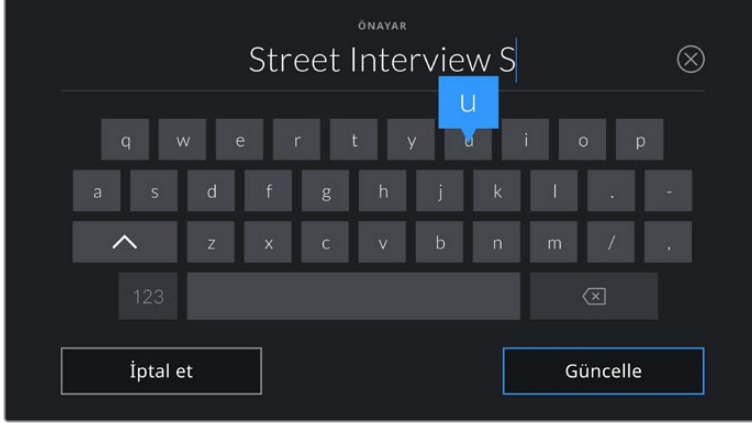 ÖNAYAR
Street Interview S
u
q w e r t y u i o p
a s d f g h j k l . -
z x c v b n m / ,
123
İptal et Güncelle